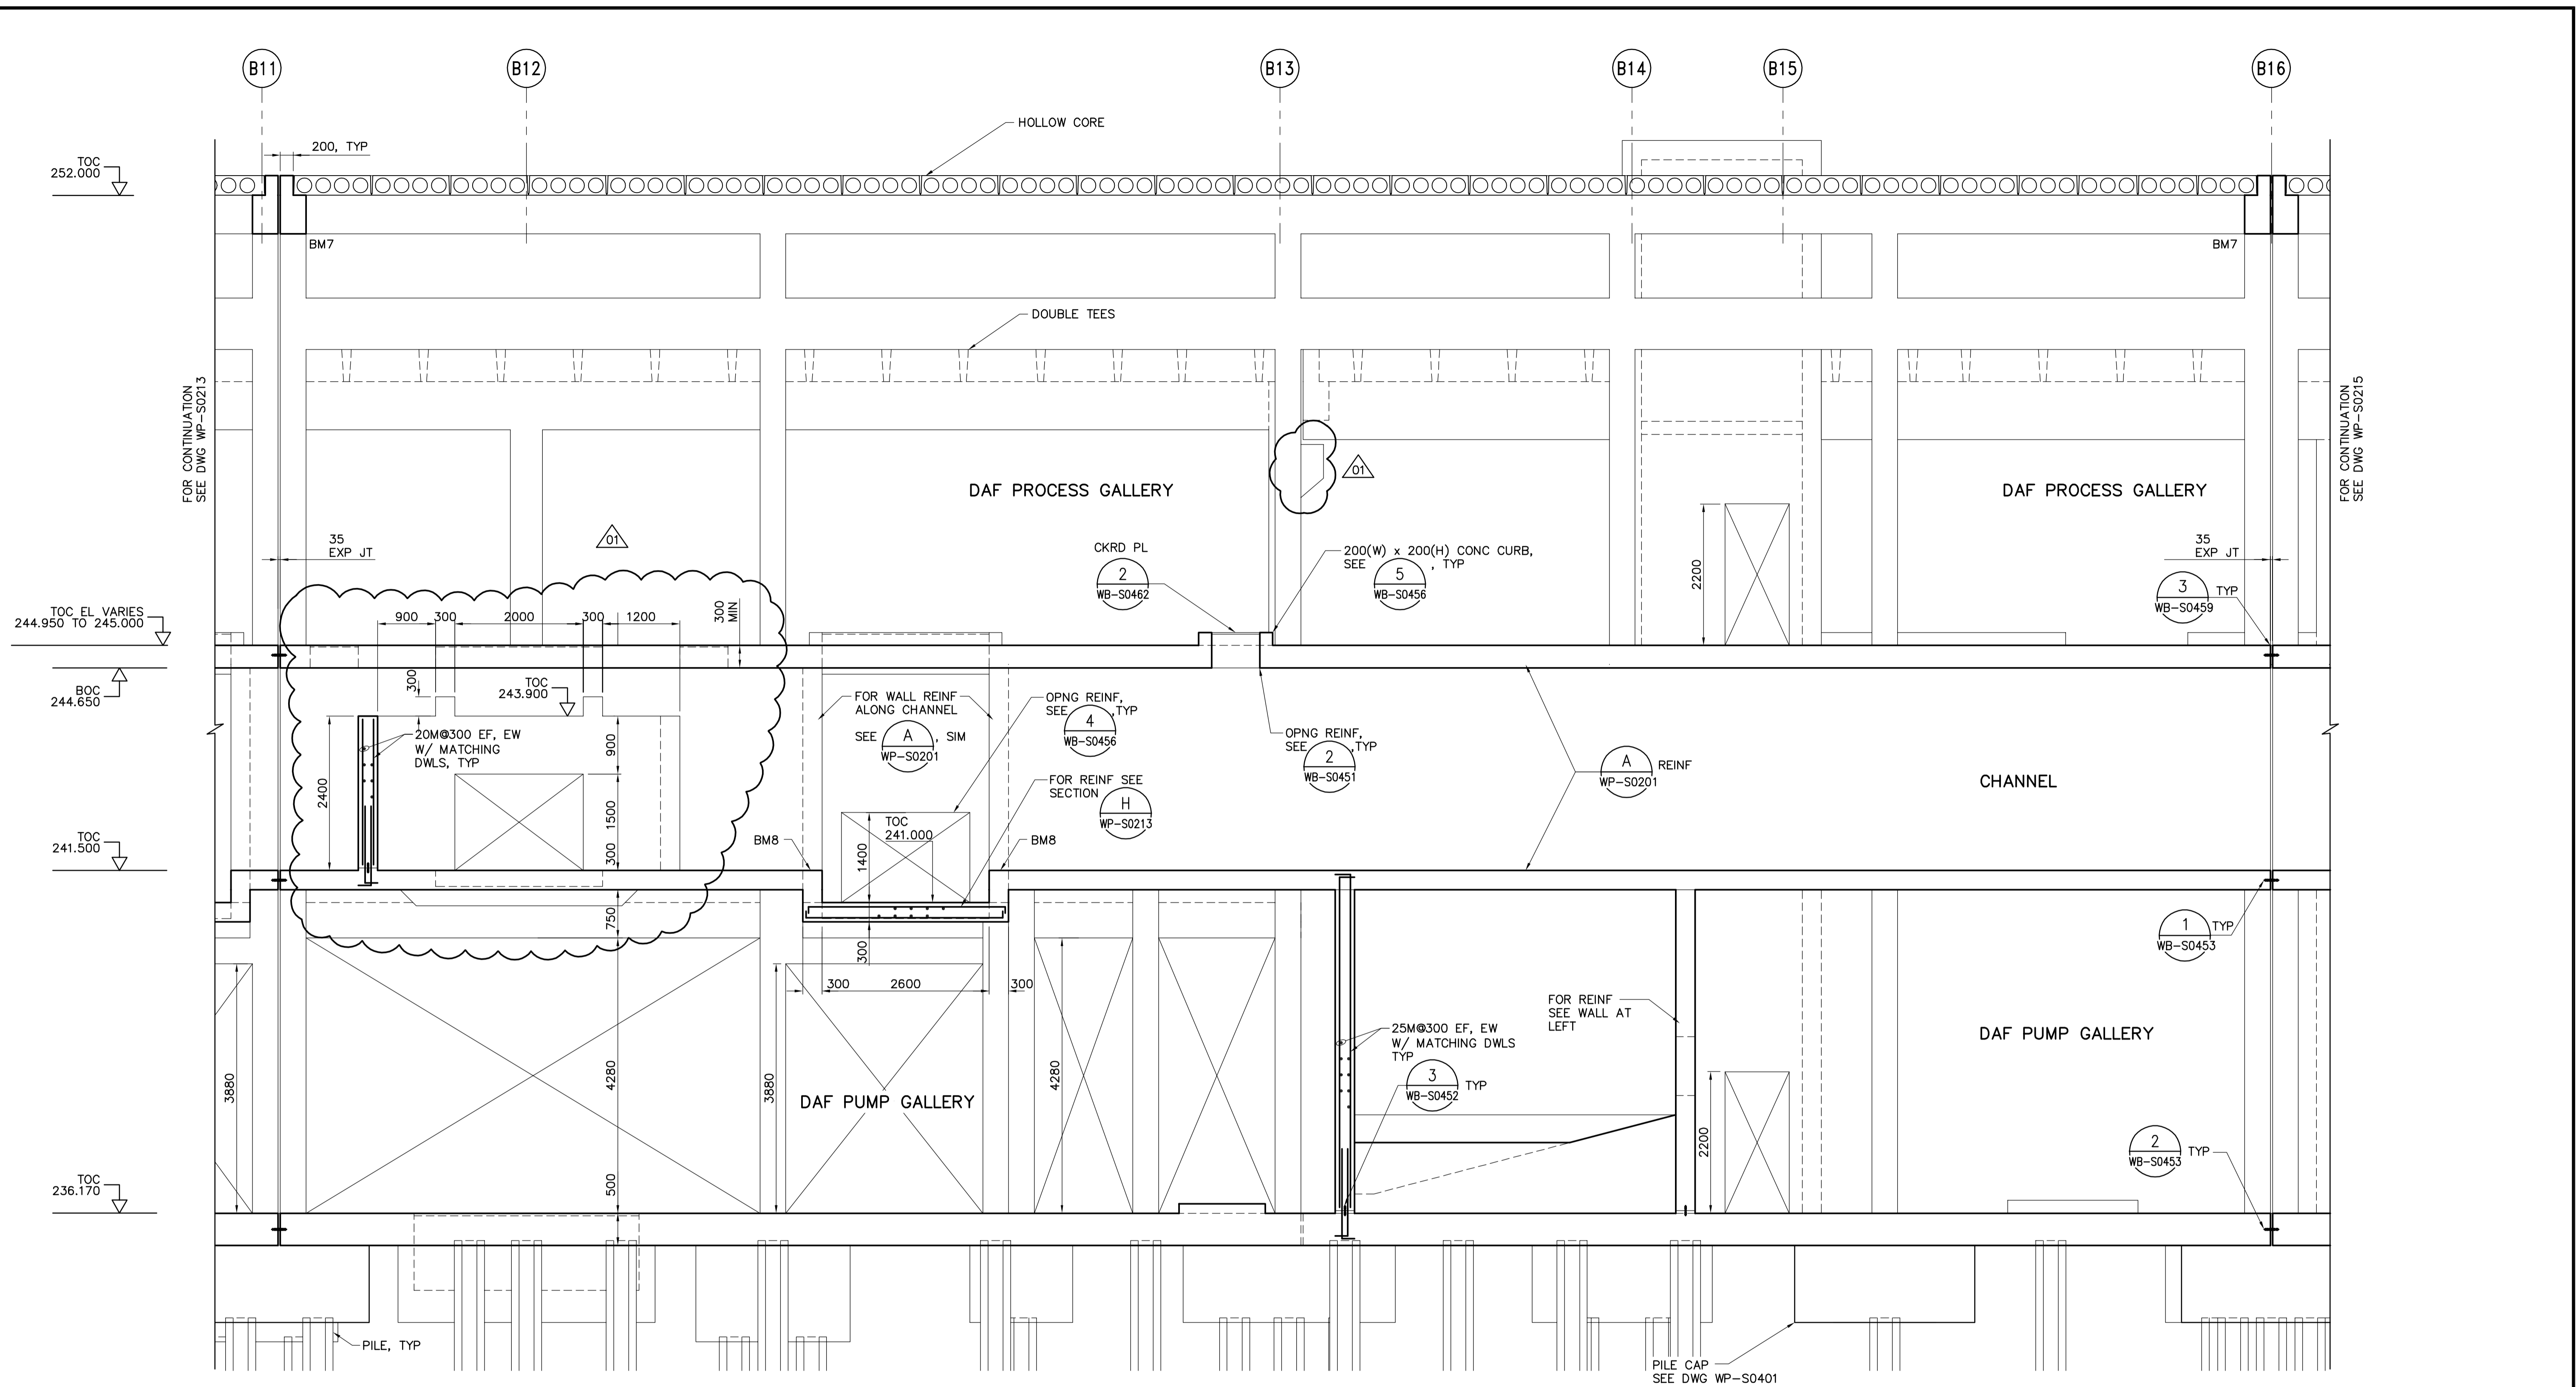 B11
B12
B13
B14
B15
B16
HOLLOW CORE
200, TYP
TOC
252.000
BM7
BM7
DOUBLE TEES
FOR CONTINUATION
SEE DWG WP-S0213
FOR CONTINUATION
SEE DWG WP-S0215
01
DAF PROCESS GALLERY
DAF PROCESS GALLERY
2200
35
EXP JT
01
CKRD PL
2
WB-S0462
200(W) x 200(H) CONC CURB,
SEE 5 , TYP
WB-S0456
35
EXP JT
3 TYP
WB-S0459
TOC EL VARIES
244.950 TO 245.000
900
300
2000
300
1200
300
MIN
BOC
244.650
300
TOC
243.900
FOR WALL REINF
ALONG CHANNEL
SEE A , SIM
WP-S0201
OPNG REINF,
SEE 4 ,TYP
WB-S0456
OPNG REINF,
SEE 2 ,TYP
WB-S0451
A REINF
WP-S0201
CHANNEL
20M@300 EF, EW
W/ MATCHING
DWLS, TYP
2400
900
1500
300
FOR REINF SEE
SECTION H
WP-S0213
TOC
241.000
1400
BM8
BM8
TOC
241.500
750
300
300
2600
300
1 TYP
WB-S0453
FOR REINF
SEE WALL AT
LEFT
25M@300 EF, EW
W/ MATCHING DWLS
TYP
3
WB-S0452
TYP
DAF PUMP GALLERY
3880
4280
3880
4280
DAF PUMP GALLERY
2200
2 TYP
WB-S0453
TOC
236.170
500
PILE, TYP
PILE CAP
SEE DWG WP-S0401